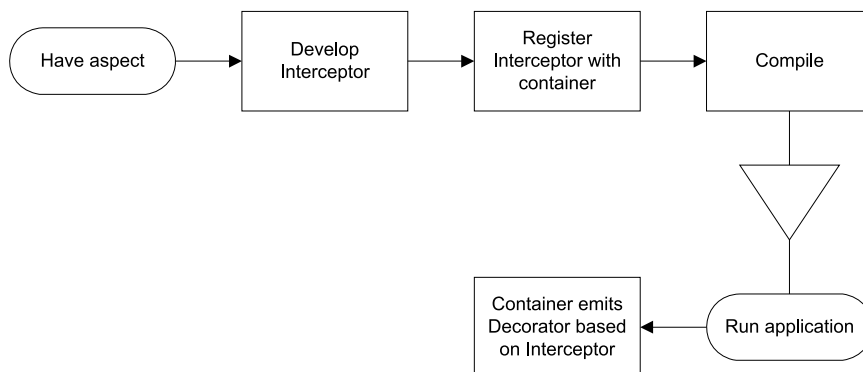 Have aspect
Develop
Interceptor
Register
Interceptor with
container
Compile
Container emits
Decorator based
on Interceptor
Run application